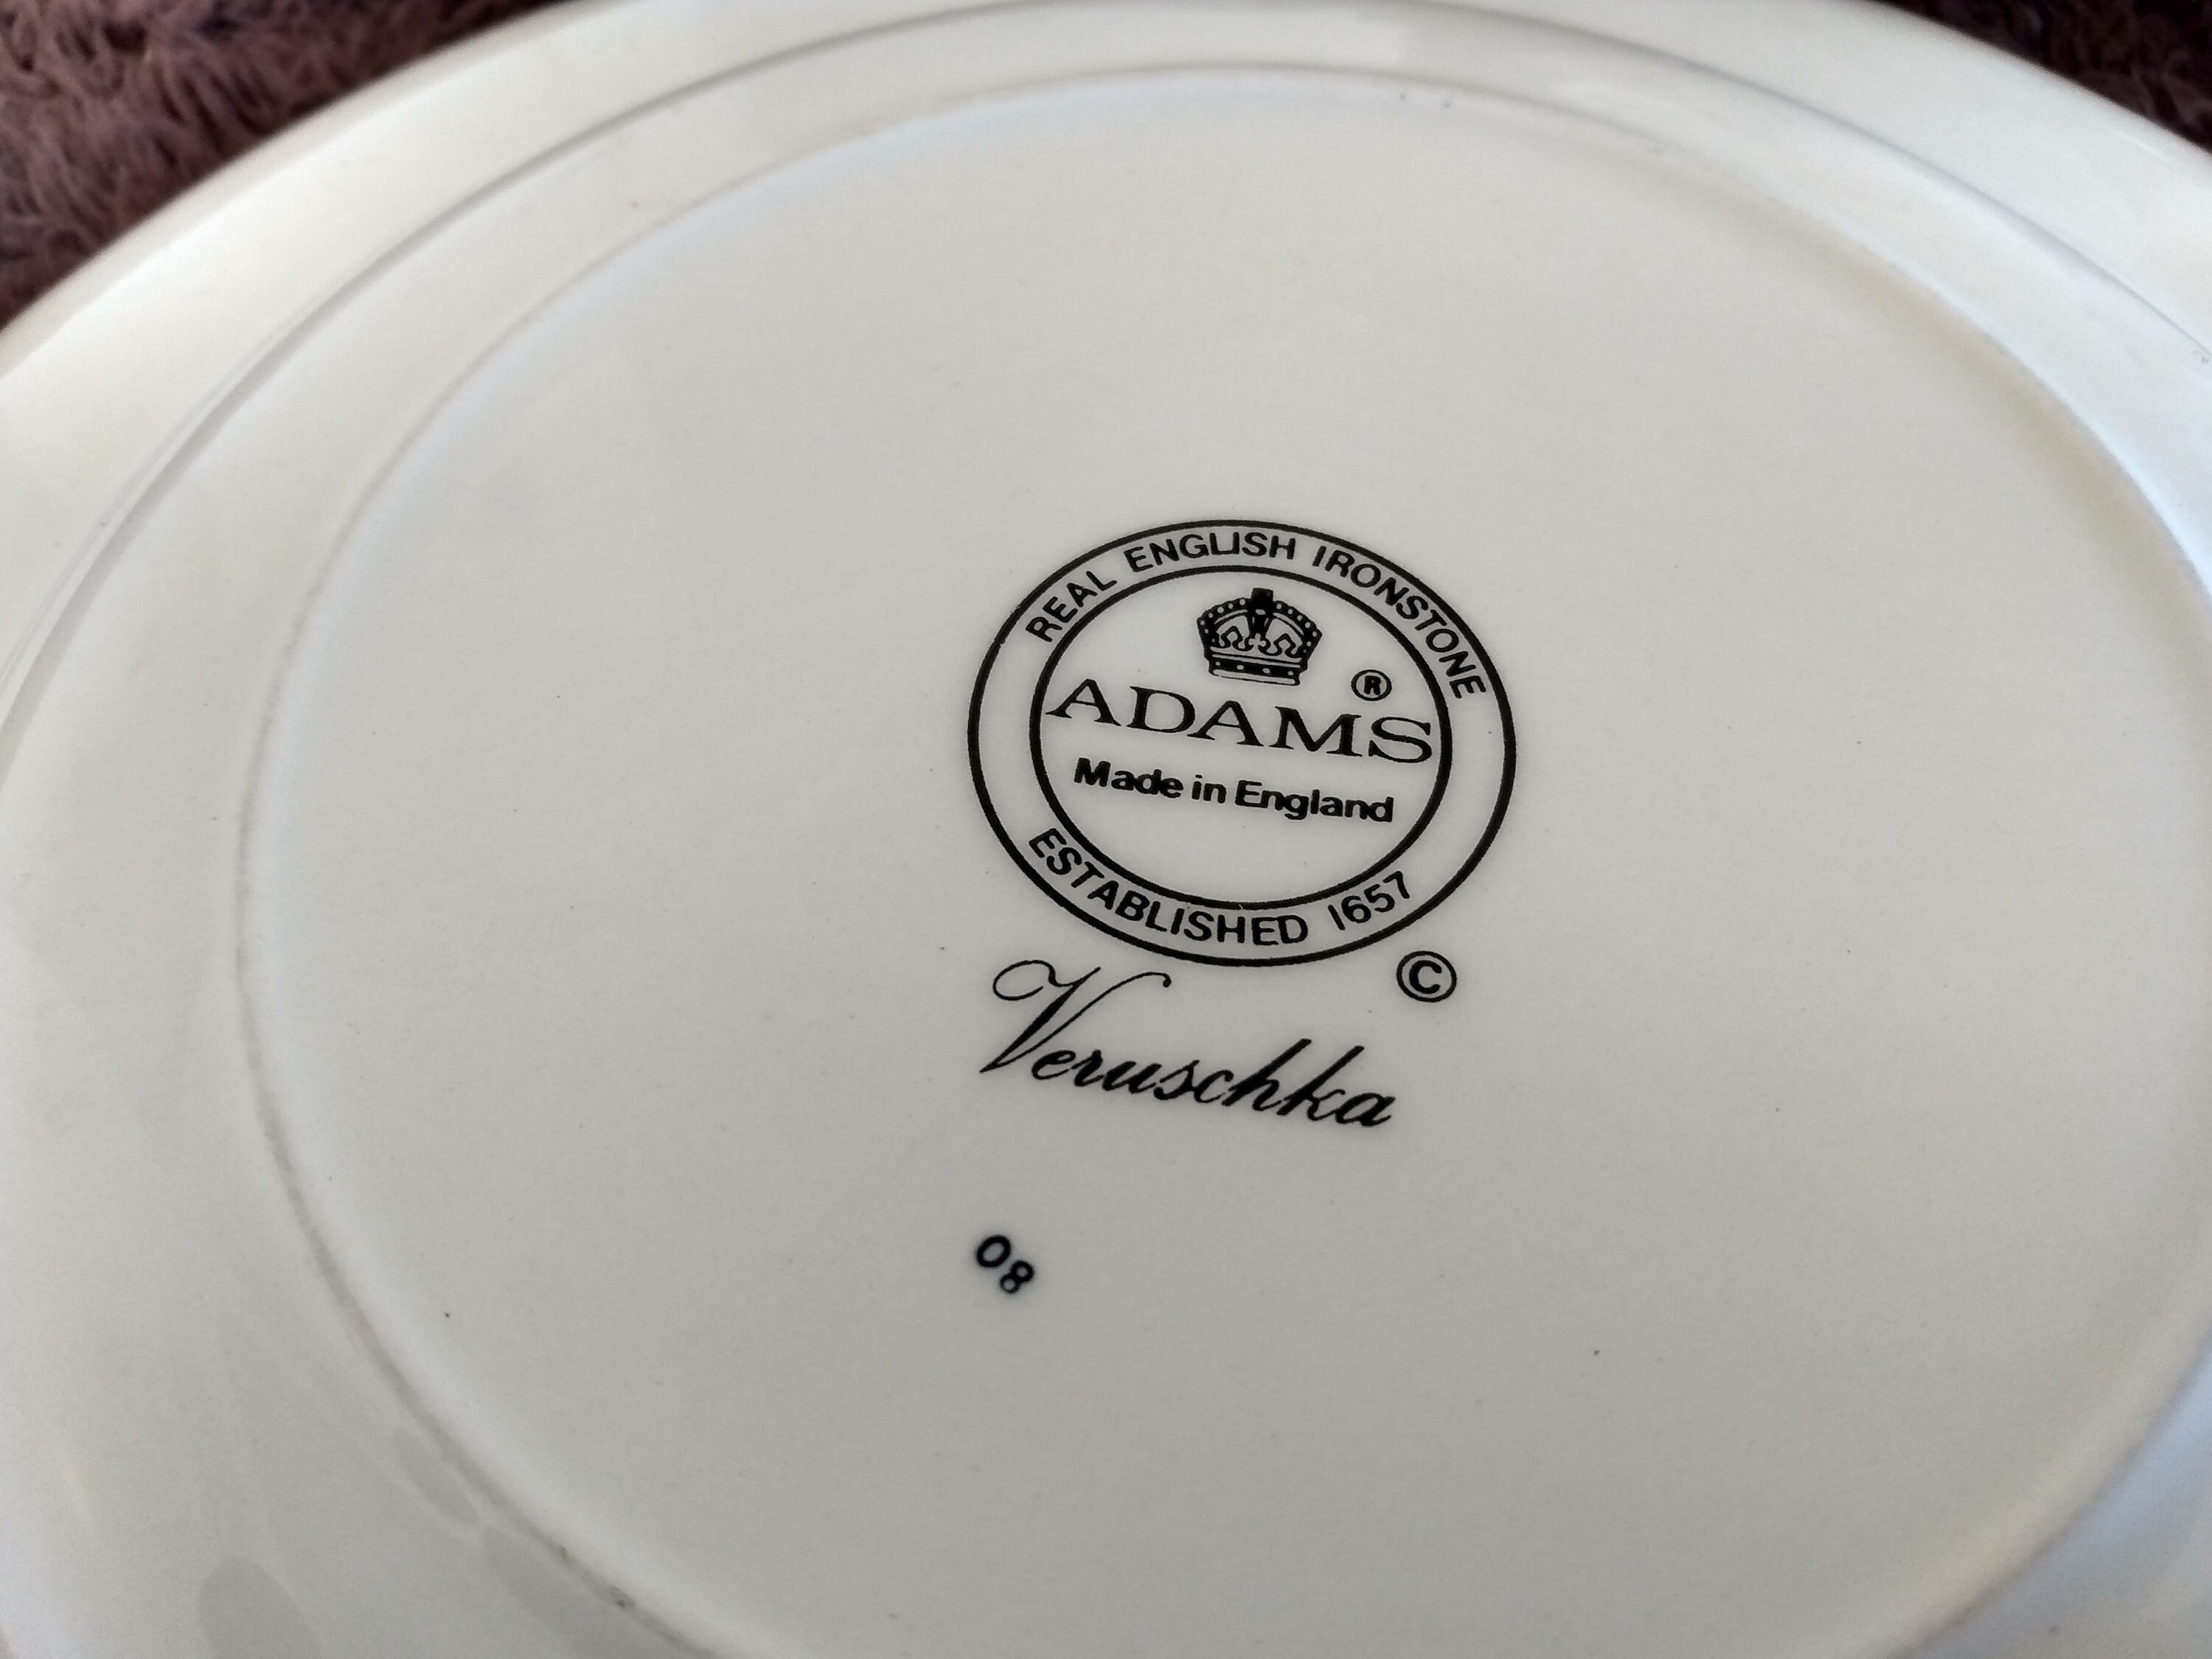 REAL ENGLISH IRONSTONE
®
ADAMS
Made in England
ESTABLISHED 1657
©
Veruschka
08